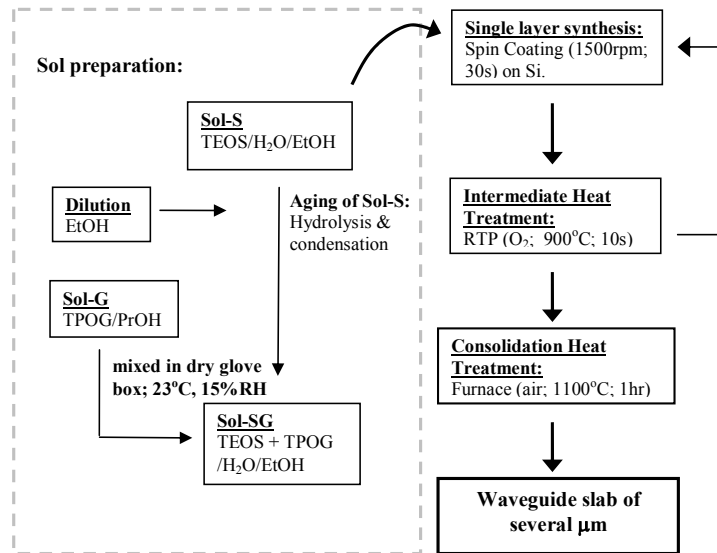 Sol preparation:
Sol-S
TEOS/H₂O/EtOH
Dilution
EtOH
Aging of Sol-S:
Hydrolysis &
condensation
Sol-G
TPOG/PrOH
mixed in dry glove
box; 23°C, 15%RH
Sol-SG
TEOS + TPOG
/H₂O/EtOH
Single layer synthesis:
Spin Coating (1500rpm;
30s) on Si.
Intermediate Heat
Treatment:
RTP (O₂; 900°C; 10s)
Consolidation Heat
Treatment:
Furnace (air; 1100°C; 1hr)
Waveguide slab of
several μm